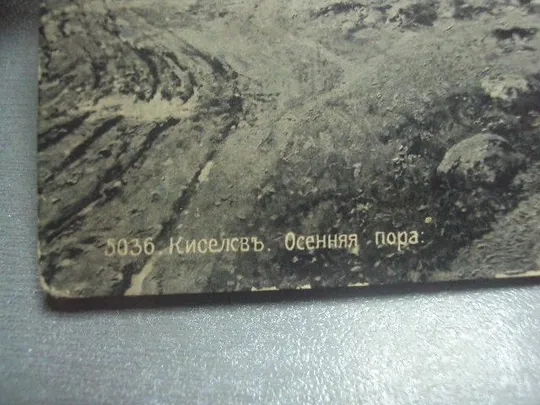 5036. Киселевъ. Осенняя пора.